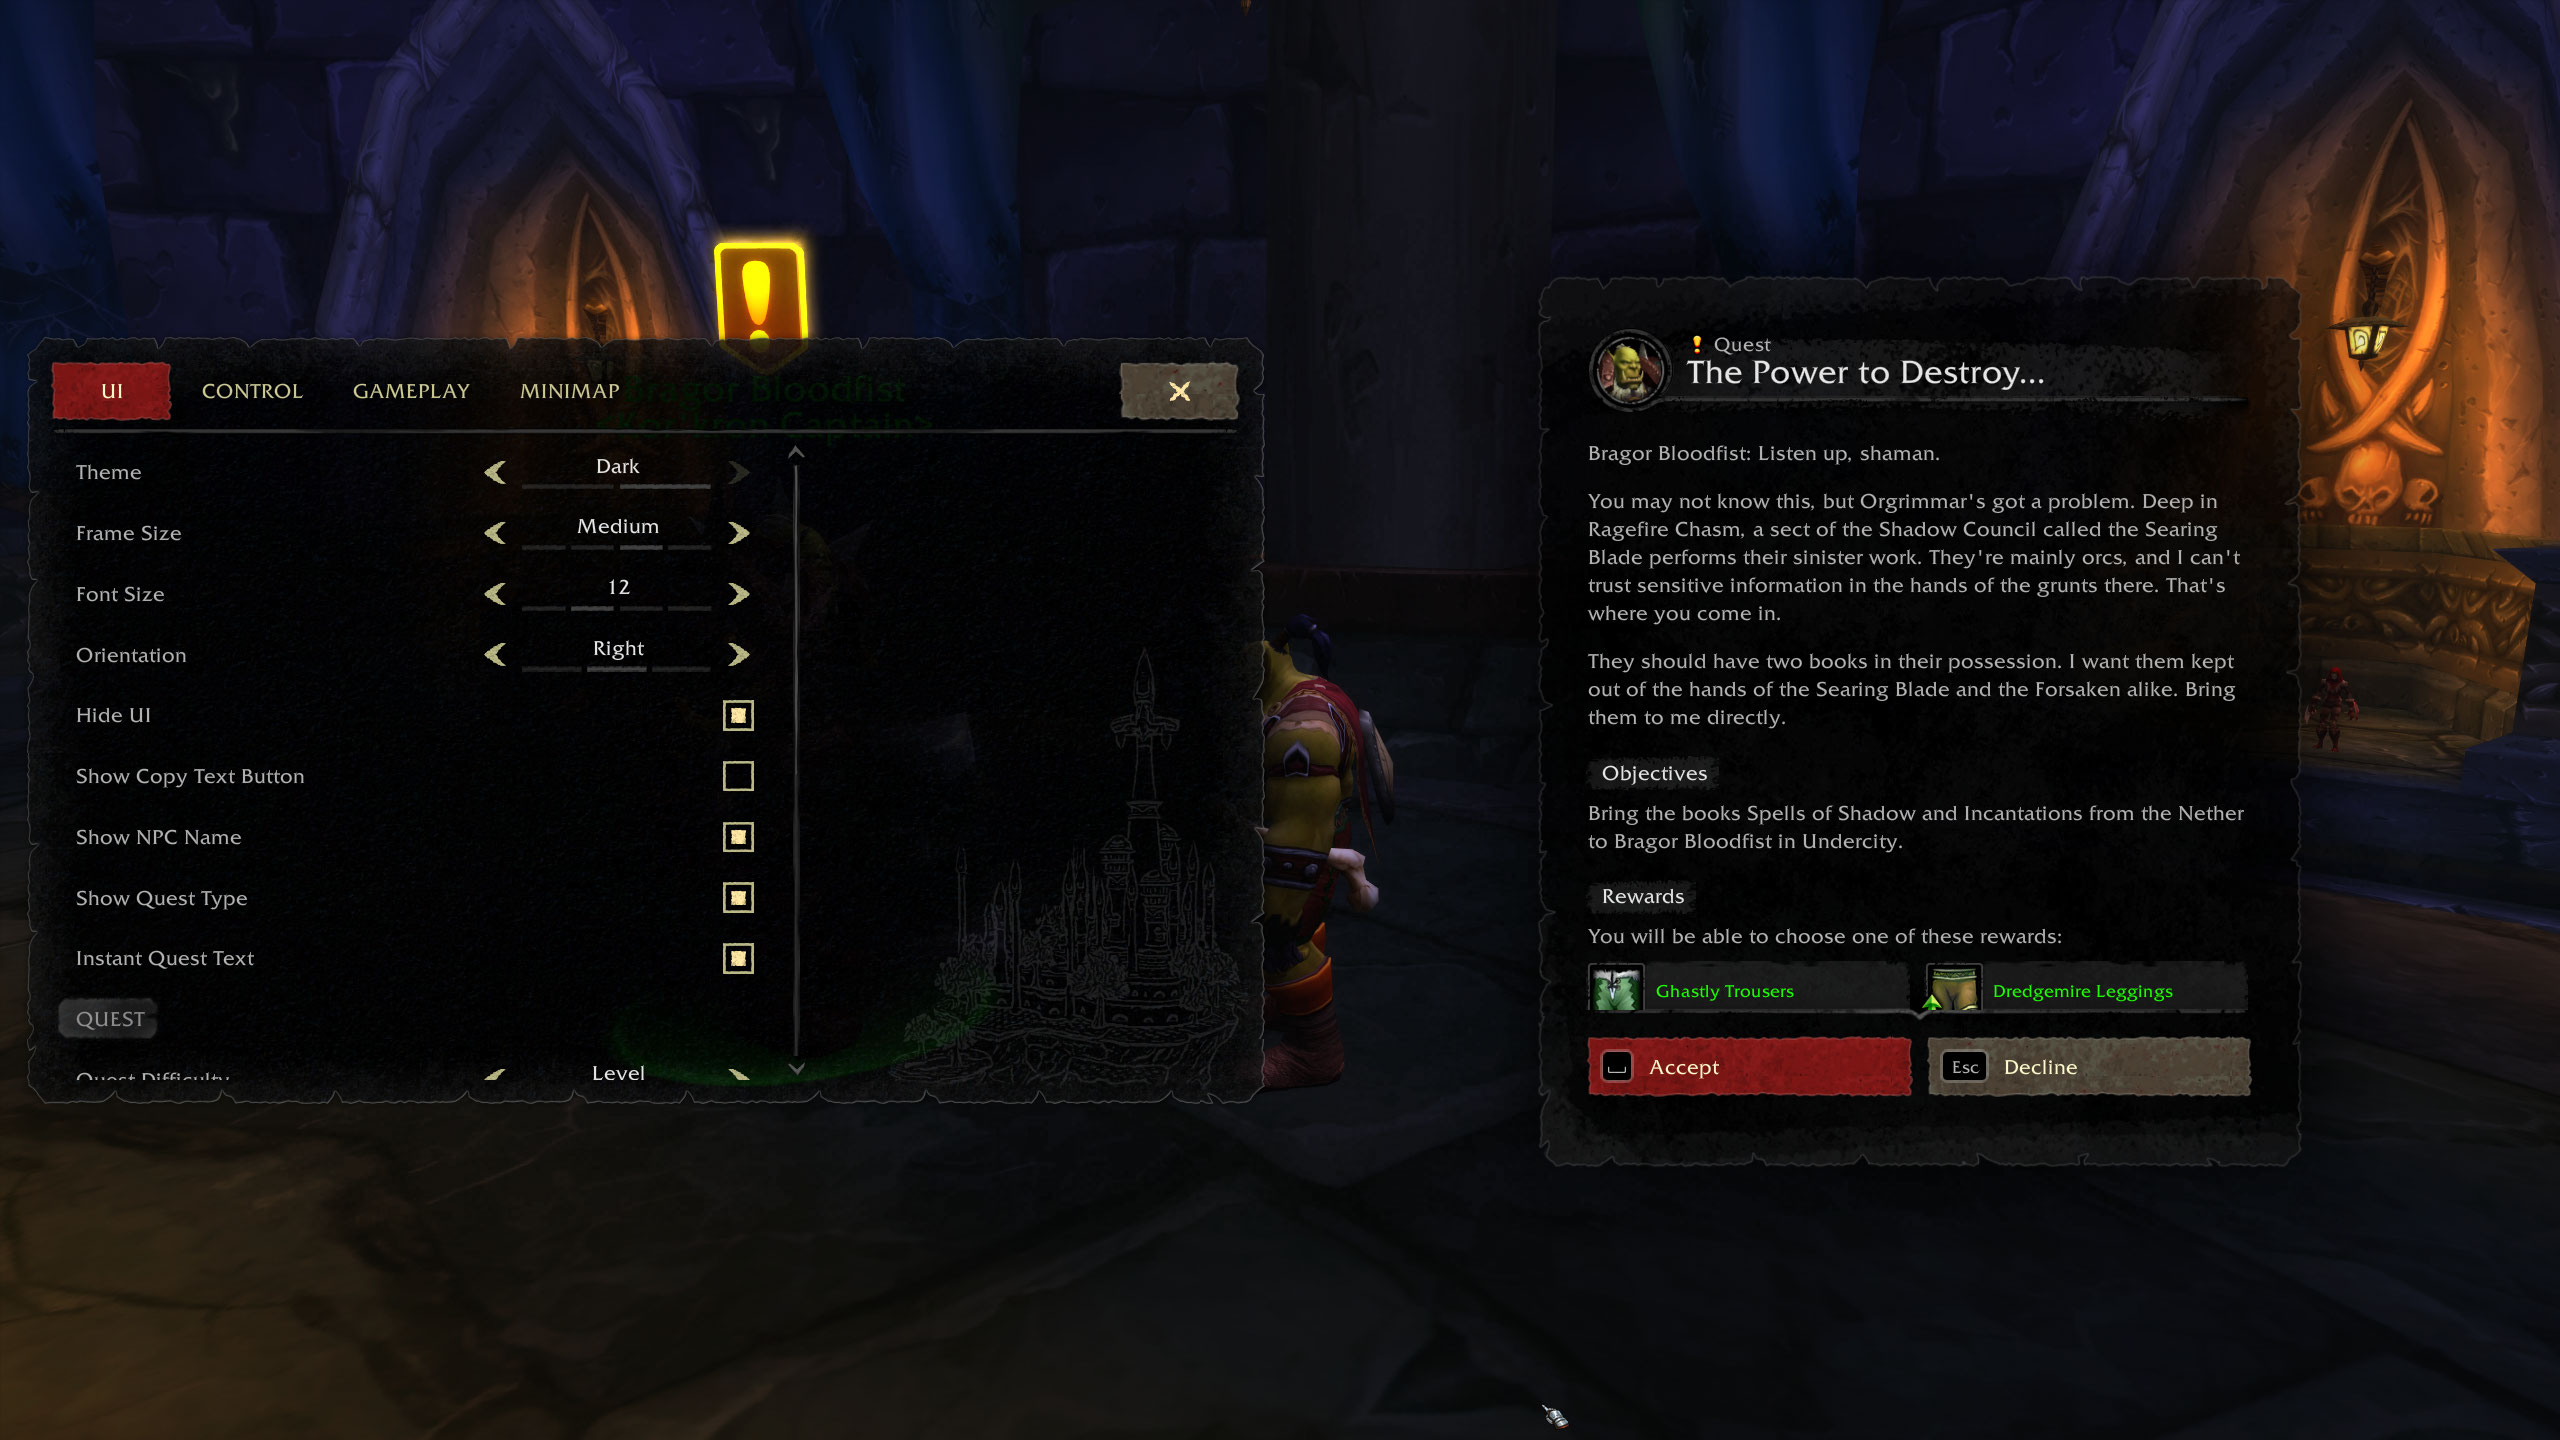 Bragor Bloodfist
<Kor'kron Captain>
UI
CONTROL
GAMEPLAY
MINIMAP
Theme
Dark
Frame Size
Medium
Font Size
12
Orientation
Right
Hide UI
Show Copy Text Button
Show NPC Name
Show Quest Type
Instant Quest Text
QUEST
Quest Difficulty
Level
Quest
The Power to Destroy...
Bragor Bloodfist: Listen up, shaman.
You may not know this, but Orgrimmar's got a problem. Deep in
Ragefire Chasm, a sect of the Shadow Council called the Searing
Blade performs their sinister work. They're mainly orcs, and I can't
trust sensitive information in the hands of the grunts there. That's
where you come in.
They should have two books in their possession. I want them kept
out of the hands of the Searing Blade and the Forsaken alike. Bring
them to me directly.
Objectives
Bring the books Spells of Shadow and Incantations from the Nether
to Bragor Bloodfist in Undercity.
Rewards
You will be able to choose one of these rewards:
Ghastly Trousers
Dredgemire Leggings
Accept
Esc
Decline